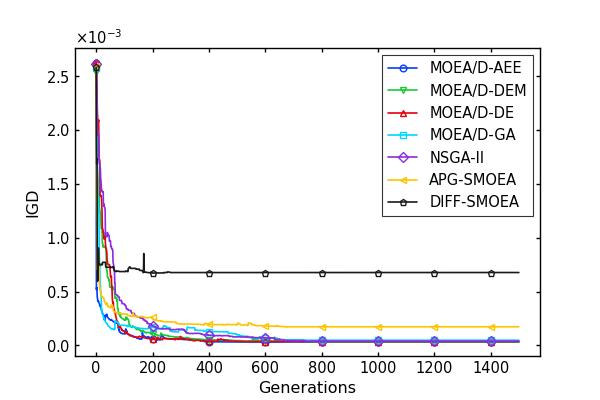 ×10⁻³
2.5
2.0
1.5
1.0
0.5
0.0
IGD
0
200
400
600
800
1000
1200
1400
Generations
MOEA/D-AEE
MOEA/D-DEM
MOEA/D-DE
MOEA/D-GA
NSGA-II
APG-SMOEA
DIFF-SMOEA